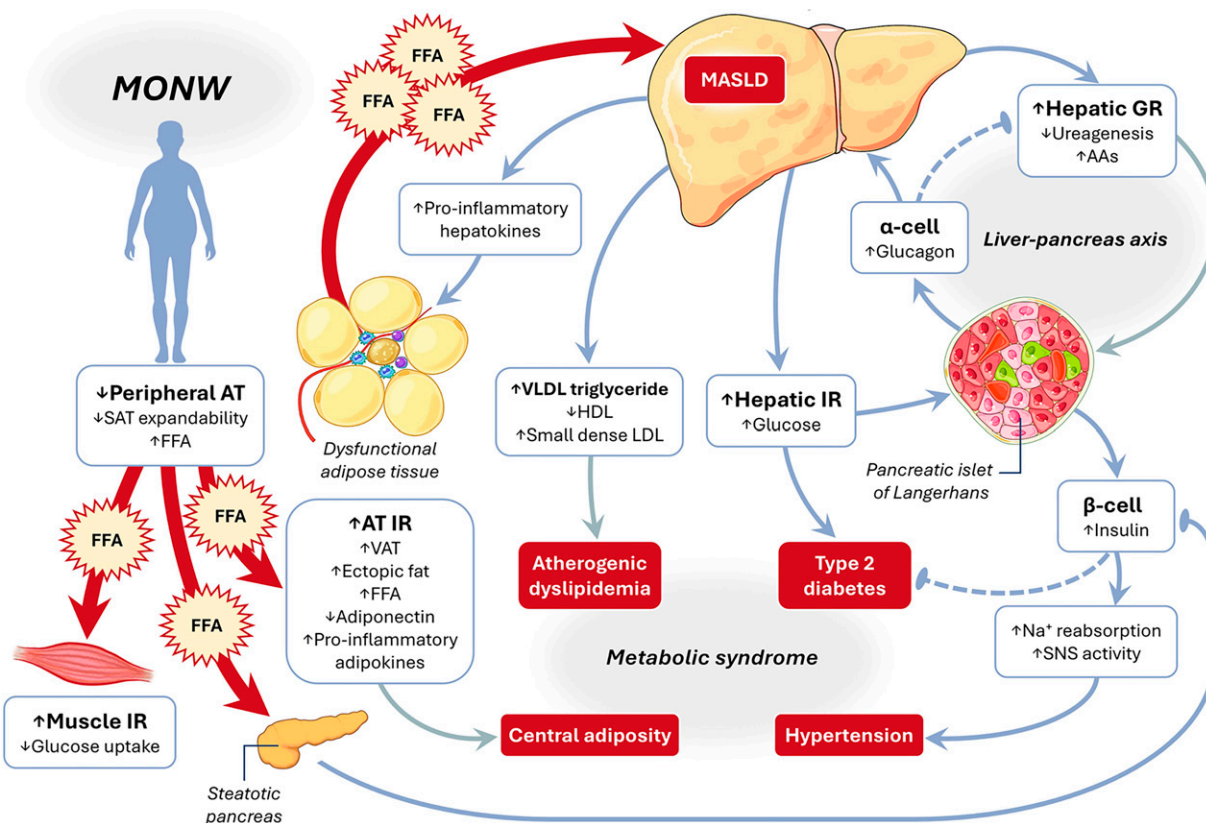 MONW
FFA
FFA
FFA
MASLD
↑Hepatic GR
↓Ureagenesis
↑AAs
↑Pro-inflammatory
hepatokines
α-cell
↑Glucagon
Liver-pancreas axis
↓Peripheral AT
↓SAT expandability
↑FFA
Dysfunctional
adipose tissue
↑VLDL triglyceride
↓HDL
↑Small dense LDL
↑Hepatic IR
↑Glucose
Pancreatic islet
of Langerhans
FFA
FFA
FFA
↑AT IR
↑VAT
↑Ectopic fat
↑FFA
↓Adiponectin
↑Pro-inflammatory
adipokines
Atherogenic
dyslipidemia
Type 2
diabetes
β-cell
↑Insulin
↑Na⁺ reabsorption
↑SNS activity
Metabolic syndrome
↑Muscle IR
↓Glucose uptake
Central adiposity
Hypertension
Steatotic
pancreas